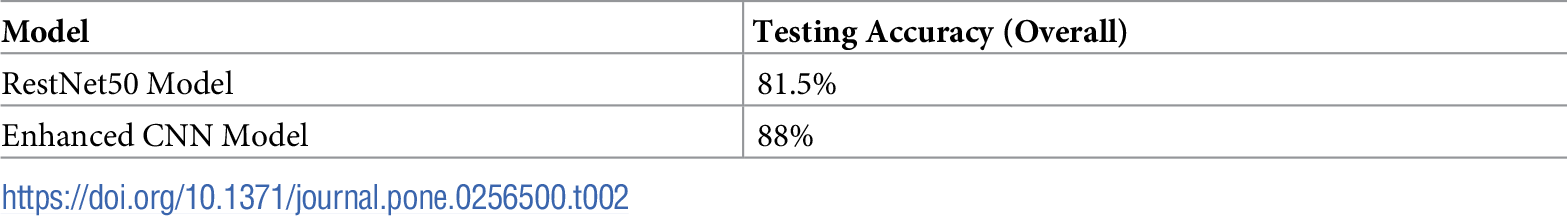 Model Testing Accuracy (Overall)
RestNet50 Model 81.5%
Enhanced CNN Model 88%
https://doi.org/10.1371/journal.pone.0256500.t002